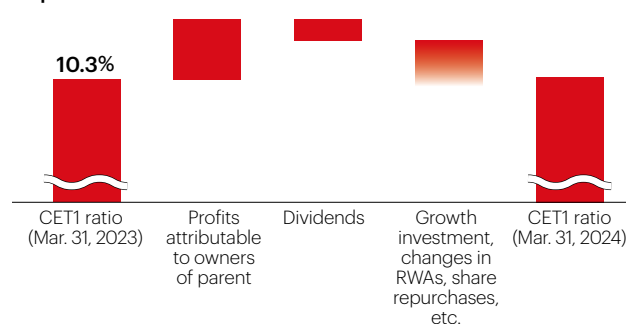 10.3%
CET1 ratio
(Mar. 31, 2023)
Profits
attributable
to owners
of parent
Dividends
Growth
investment,
changes in
RWAs, share
repurchases,
etc.
CET1 ratio
(Mar. 31, 2024)